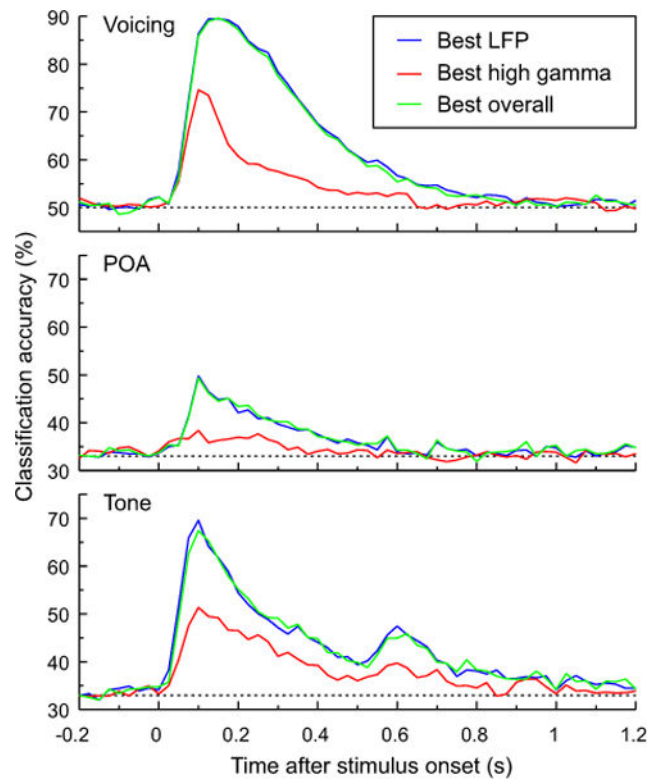 Voicing
Best LFP
Best high gamma
Best overall
90
80
70
60
50
POA
70
60
50
40
30
Tone
70
60
50
40
30
Classification accuracy (%)
-0.2 0 0.2 0.4 0.6 0.8 1 1.2
Time after stimulus onset (s)